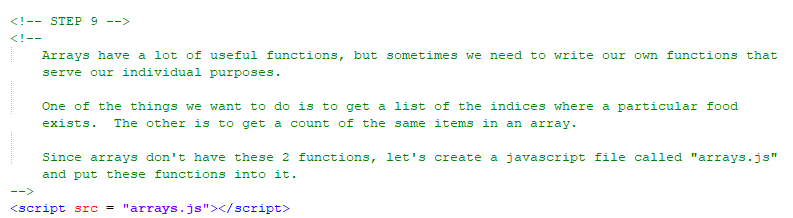 <!-- STEP 9 -->
<!--
Arrays have a lot of useful functions, but sometimes we need to write our own functions that
serve our individual purposes.
One of the things we want to do is to get a list of the indices where a particular food
exists.  The other is to get a count of the same items in an array.
Since arrays don't have these 2 functions, let's create a javascript file called "arrays.js"
and put these functions into it.
-->
<script src = "arrays.js"></script>